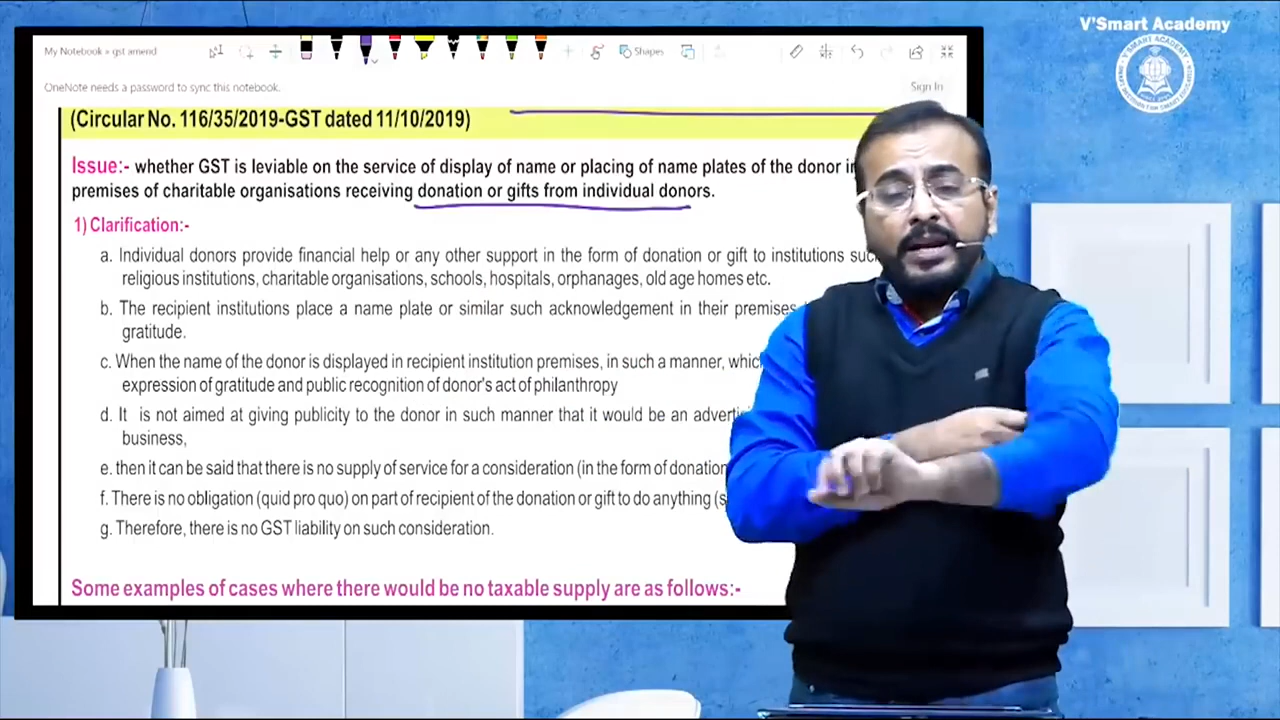 V'Smart Academy
My Notebook » gst amend
Shapes
OneNote needs a password to sync this notebook.
Sign In
(Circular No. 116/35/2019-GST dated 11/10/2019)
Issue:- whether GST is leviable on the service of display of name or placing of name plates of the donor in
premises of charitable organisations receiving donation or gifts from individual donors.
1) Clarification:-
a. Individual donors provide financial help or any other support in the form of donation or gift to institutions
religious institutions, charitable organisations, schools, hospitals, orphanages, old age homes etc.
b. The recipient institutions place a name plate or similar such acknowledgement in their premises
gratitude.
c. When the name of the donor is displayed in recipient institution premises, in such a manner,
expression of gratitude and public recognition of donor's act of philanthropy
d. It is not aimed at giving publicity to the donor in such manner that it would be an
business,
e. then it can be said that there is no supply of service for a consideration (in the form of donation
f. There is no obligation (quid pro quo) on part of recipient of the donation or gift to do anything
g. Therefore, there is no GST liability on such consideration.
Some examples of cases where there would be no taxable supply are as follows:-